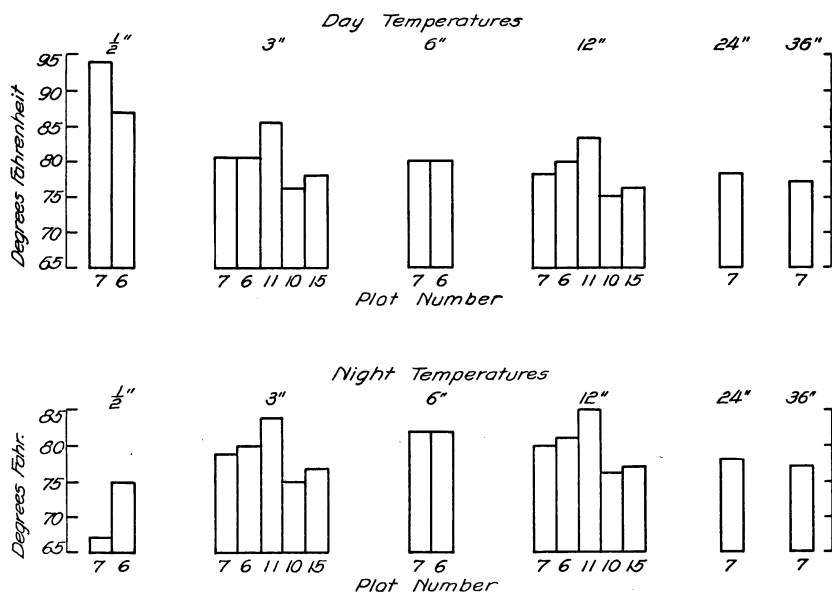 Day Temperatures
½" 3" 6" 12" 24" 36"
Degrees Fahrenheit
95
90
85
80
75
70
65
7 6 7 6 11 10 15 7 6 7 6 11 10 15 7 7
Plot Number
Night Temperatures
½" 3" 6" 12" 24" 36"
Degrees Fahr.
85
80
75
70
65
7 6 7 6 11 10 15 7 6 7 6 11 10 15 7 7
Plot Number